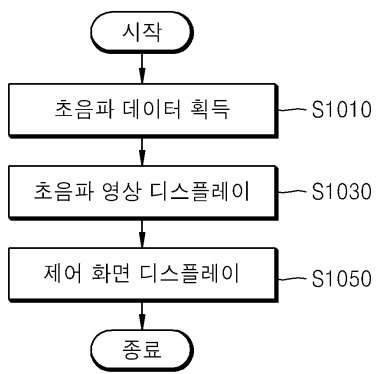 시작
초음파 데이터 획득
S1010
초음파 영상 디스플레이
S1030
제어 화면 디스플레이
S1050
종료